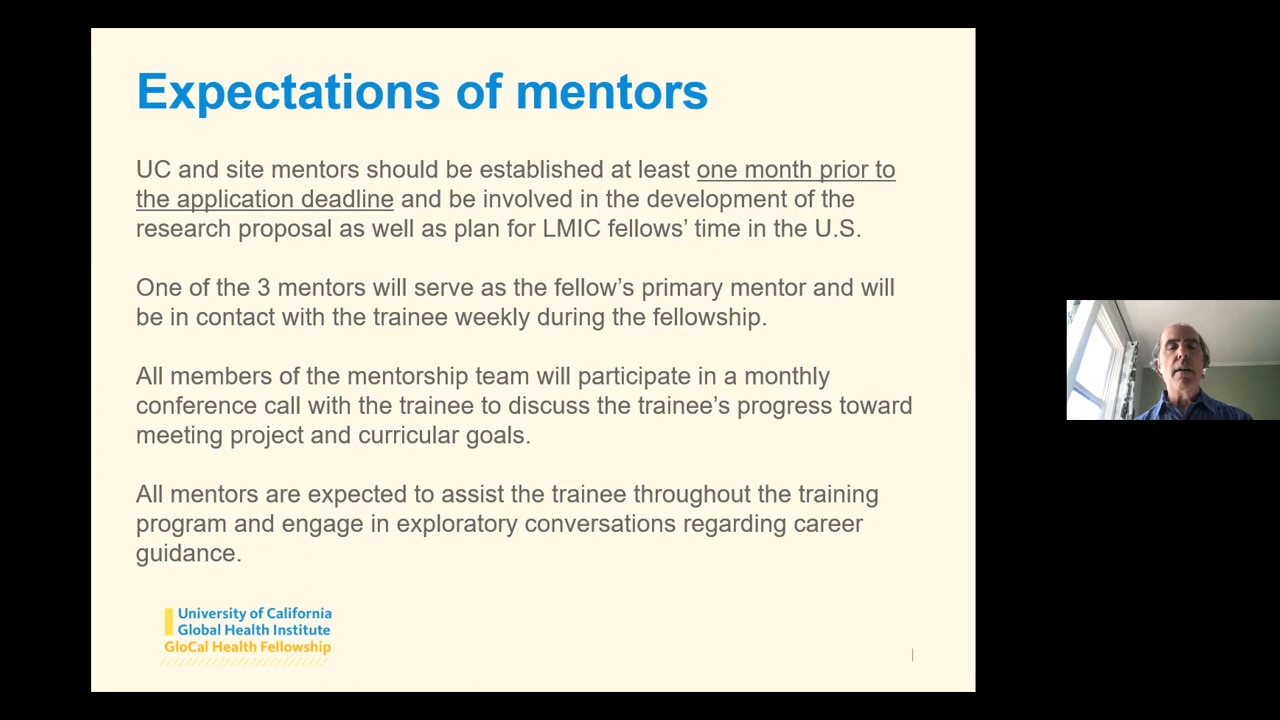 Expectations of mentors
UC and site mentors should be established at least one month prior to
the application deadline and be involved in the development of the
research proposal as well as plan for LMIC fellows’ time in the U.S.
One of the 3 mentors will serve as the fellow’s primary mentor and will
be in contact with the trainee weekly during the fellowship.
All members of the mentorship team will participate in a monthly
conference call with the trainee to discuss the trainee’s progress toward
meeting project and curricular goals.
All mentors are expected to assist the trainee throughout the training
program and engage in exploratory conversations regarding career
guidance.
University of California
Global Health Institute
GloCal Health Fellowship
|